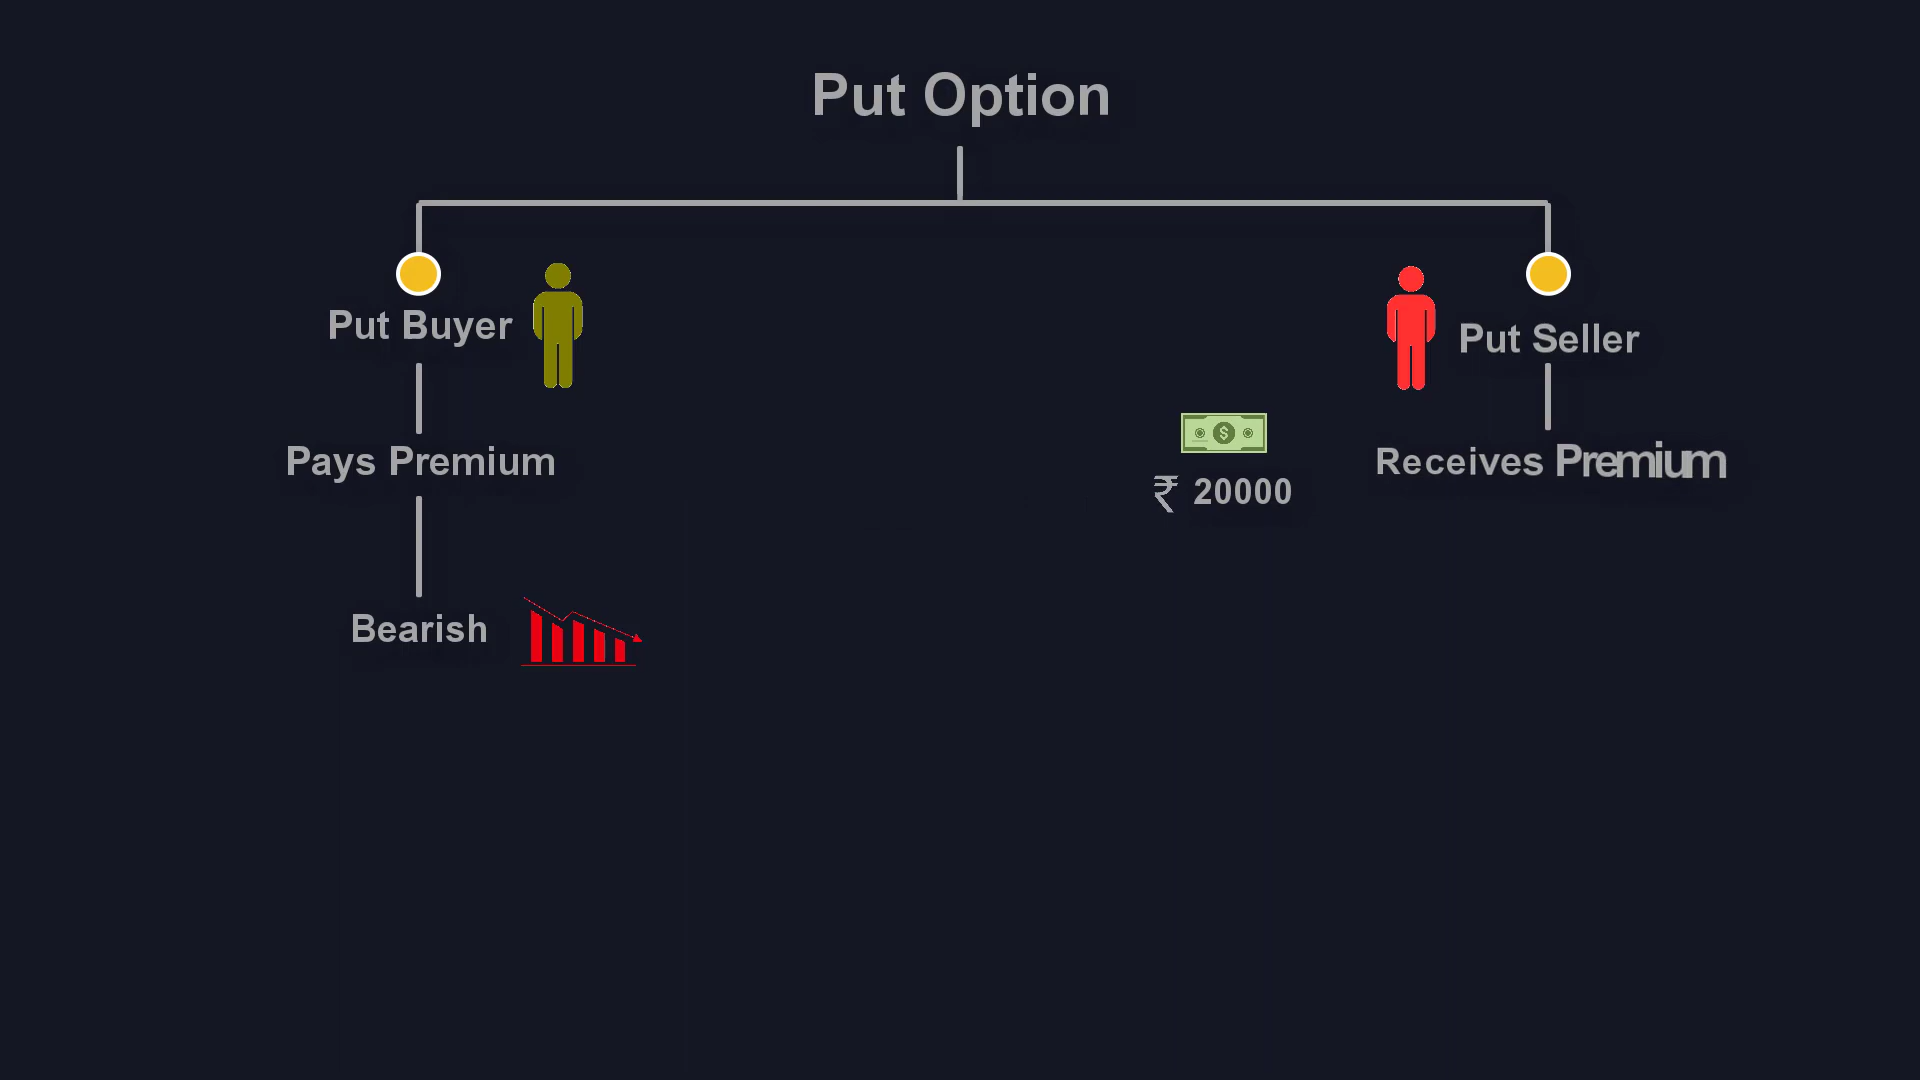 Put Option
Put Buyer
Put Seller
Pays Premium
Receives Premium
₹ 20000
Bearish